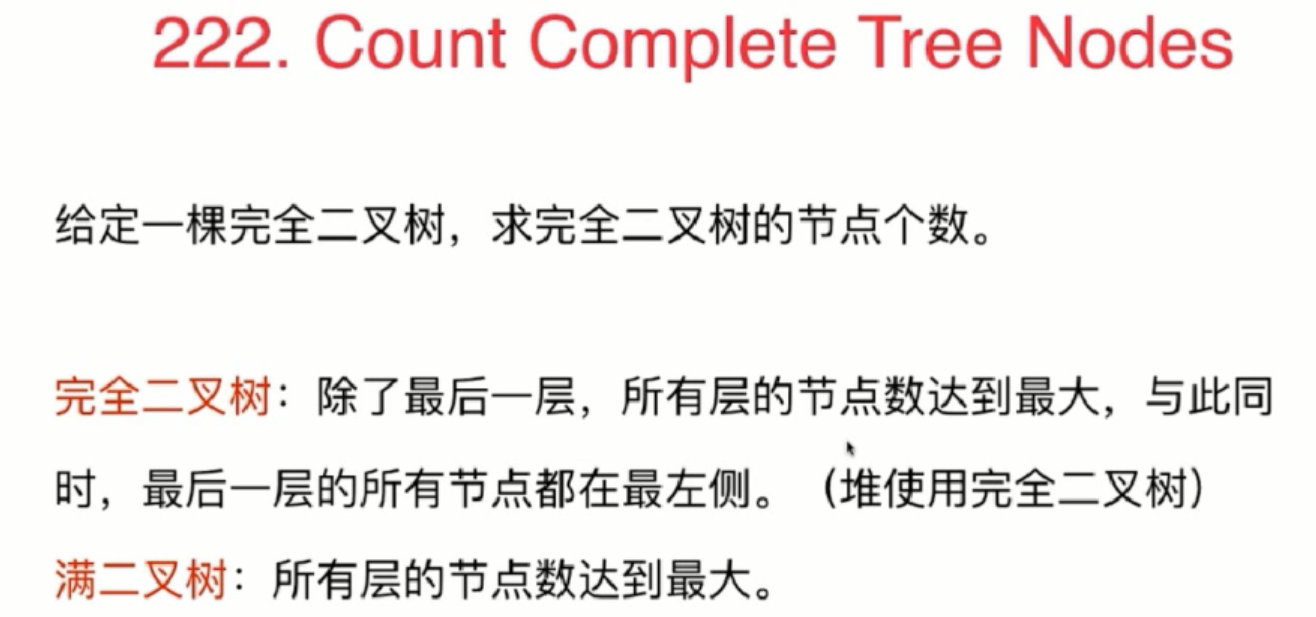 222. Count Complete Tree Nodes
给定一棵完全二叉树，求完全二叉树的节点个数。
完全二叉树：除了最后一层，所有层的节点数达到最大，与此同
时，最后一层的所有节点都在最左侧。（堆使用完全二叉树）
满二叉树：所有层的节点数达到最大。